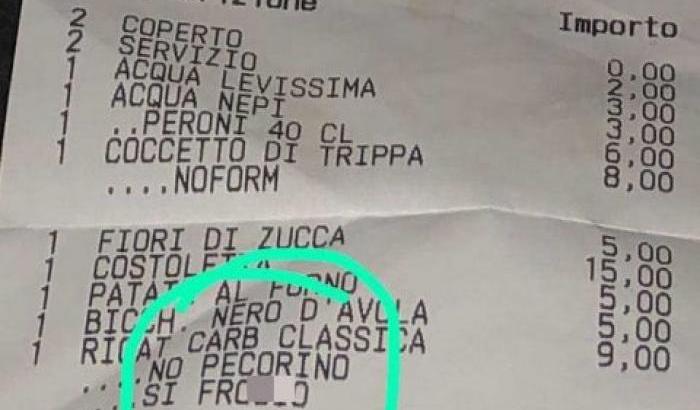 Importo
2 COPERTO 0,00
2 SERVIZIO 2,00
1 ACQUA LEVISSIMA 3,00
1 ACQUA NEPI 3,00
1 ..PERONI 40 CL 6,00
1 COCCETTO DI TRIPPA 8,00
....NOFORM
1 FIORI DI ZUCCA 5,00
1 COSTOLETTA 15,00
1 PATATE AL FORNO 5,00
1 BICCH. NERO D'AVOLA 5,00
1 RIGAT CARB CLASSICA 9,00
....NO PECORINO
....SI